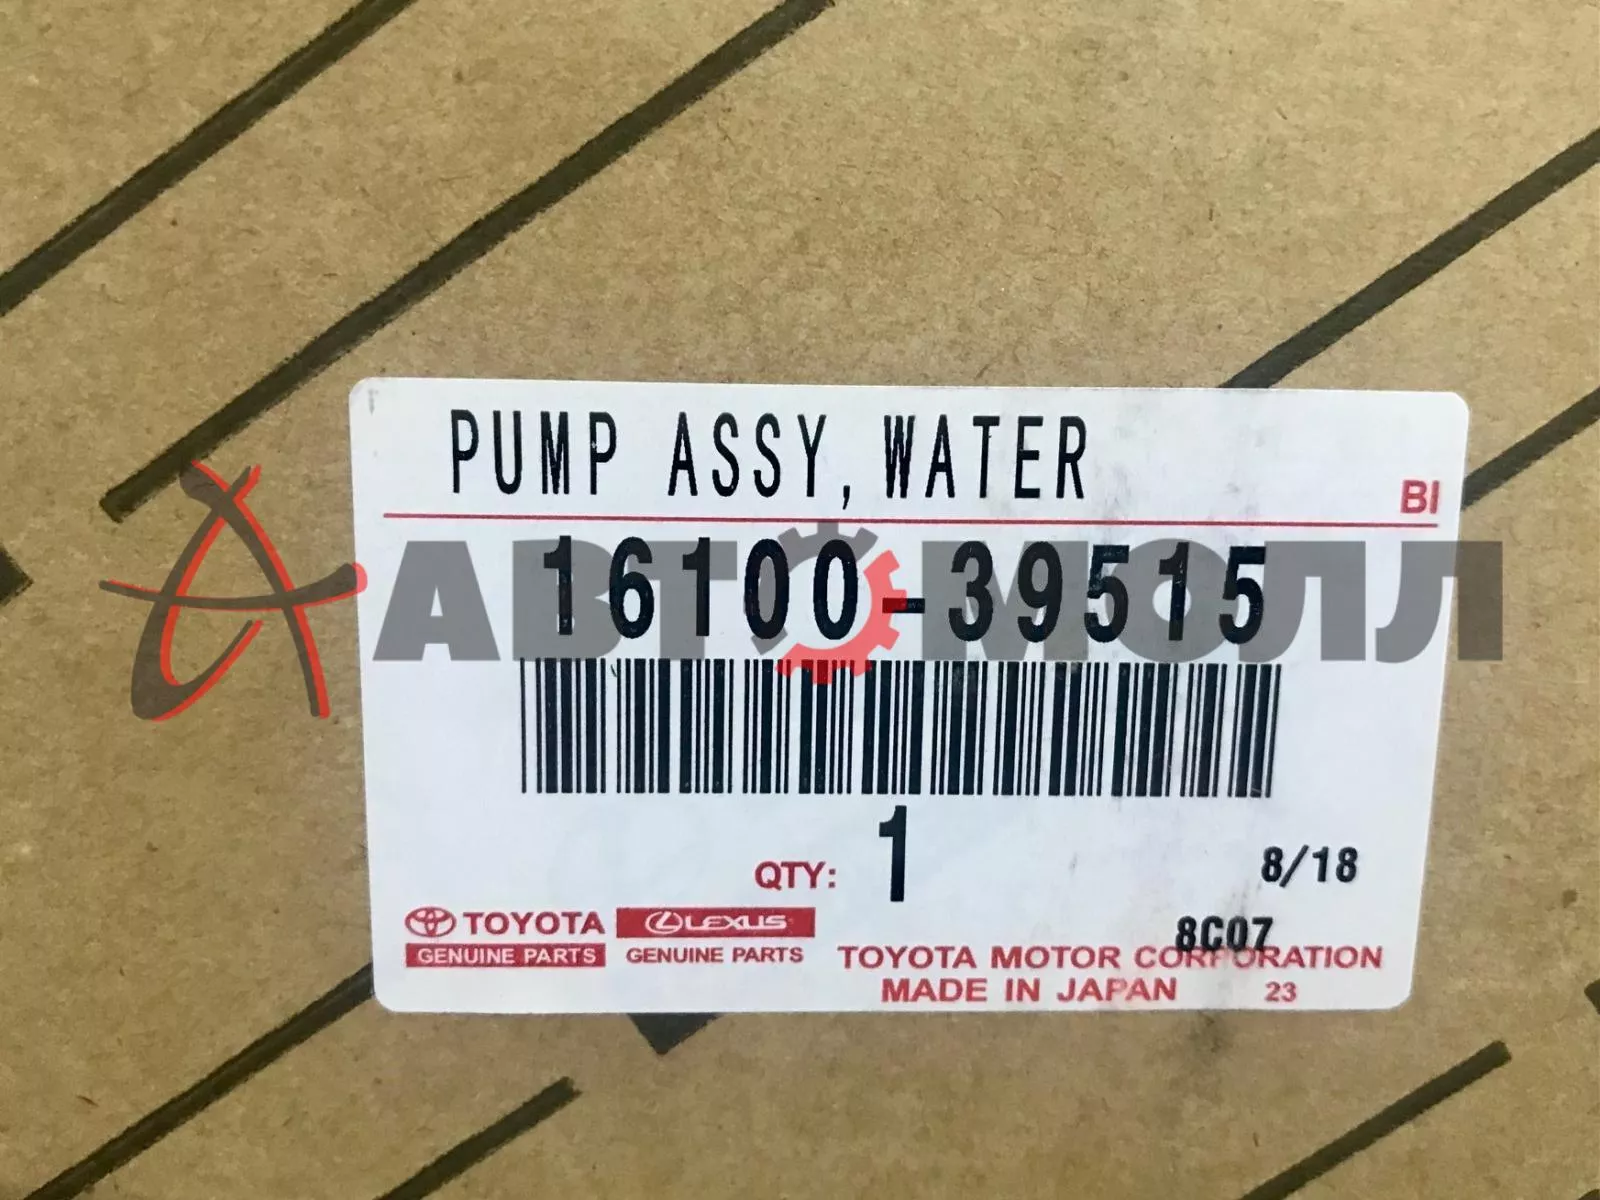 PUMP ASSY, WATER
BI
16100-39515
АВТОМОЛЛ
QTY: 1
8/18
8C07
TOYOTA
GENUINE PARTS
LEXUS
GENUINE PARTS
TOYOTA MOTOR CORPORATION
MADE IN JAPAN 23